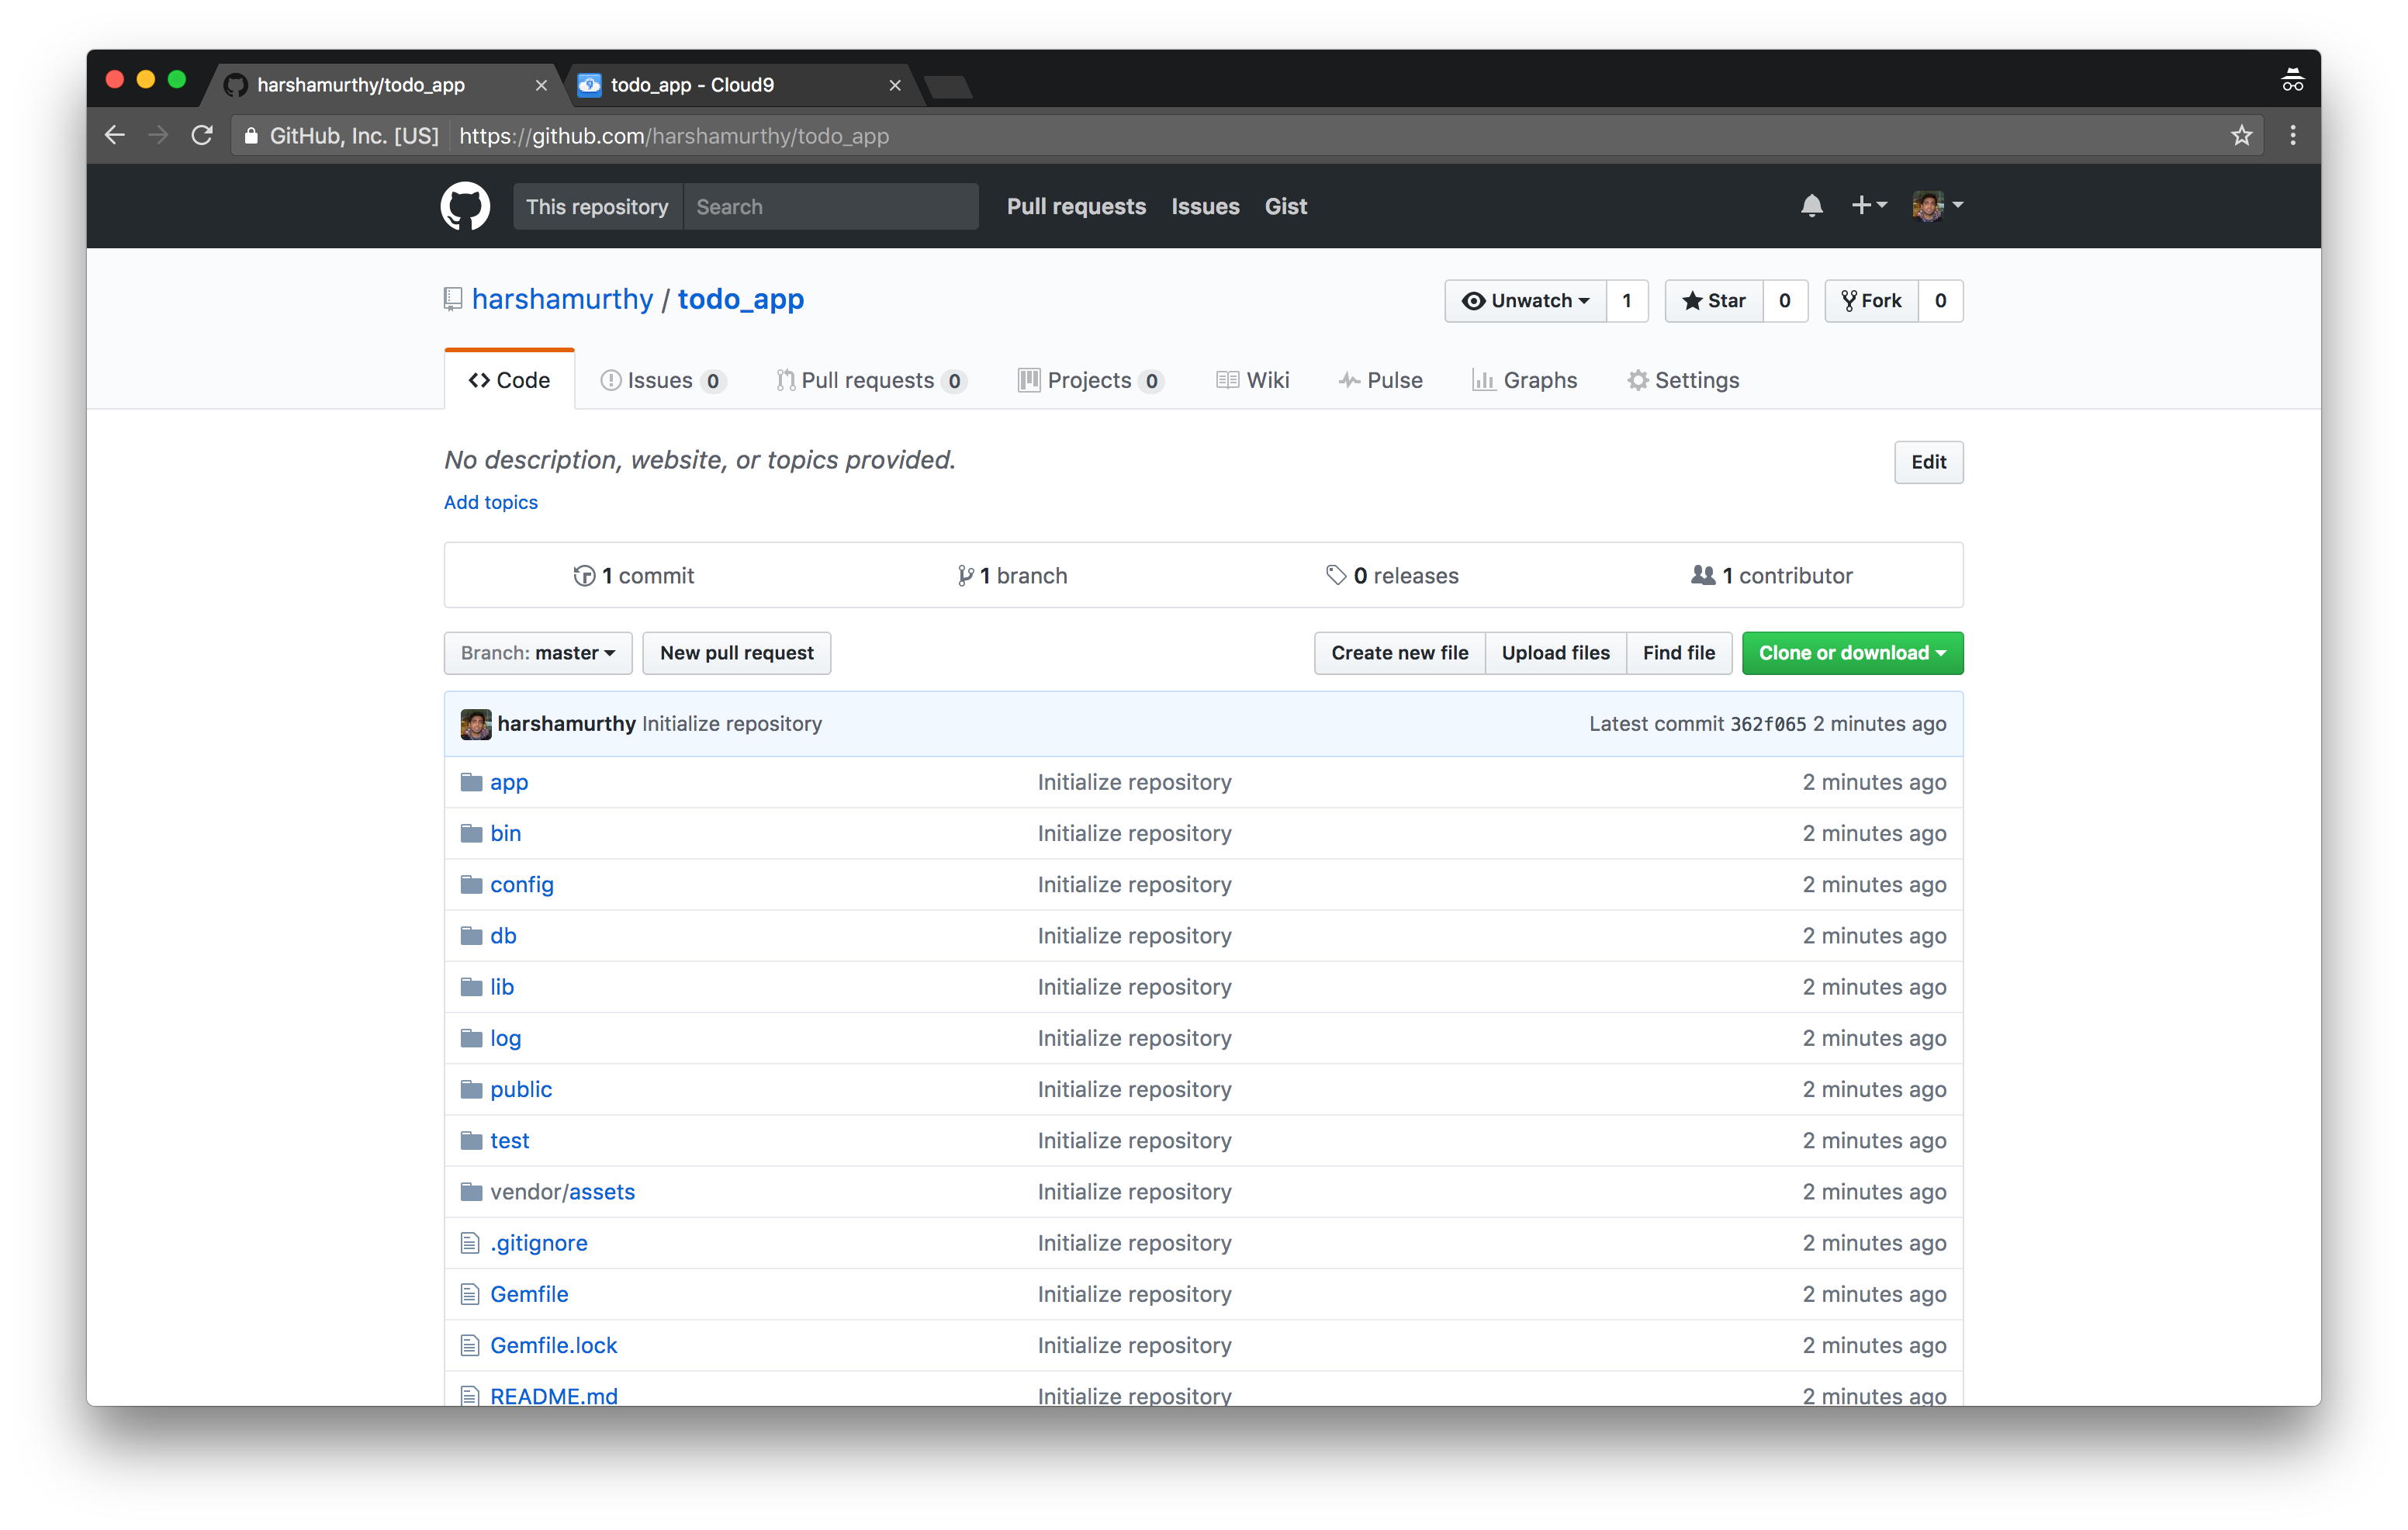 harshamurthy/todo_app
todo_app - Cloud9
GitHub, Inc. [US] https://github.com/harshamurthy/todo_app
This repository Search Pull requests Issues Gist
harshamurthy / todo_app
Unwatch 1 Star 0 Fork 0
Code Issues 0 Pull requests 0 Projects 0 Wiki Pulse Graphs Settings
No description, website, or topics provided.
Edit
Add topics
1 commit 1 branch 0 releases 1 contributor
Branch: master New pull request Create new file Upload files Find file Clone or download
harshamurthy Initialize repository Latest commit 362f065 2 minutes ago
app Initialize repository 2 minutes ago
bin Initialize repository 2 minutes ago
config Initialize repository 2 minutes ago
db Initialize repository 2 minutes ago
lib Initialize repository 2 minutes ago
log Initialize repository 2 minutes ago
public Initialize repository 2 minutes ago
test Initialize repository 2 minutes ago
vendor/assets Initialize repository 2 minutes ago
.gitignore Initialize repository 2 minutes ago
Gemfile Initialize repository 2 minutes ago
Gemfile.lock Initialize repository 2 minutes ago
README.md Initialize repository 2 minutes ago